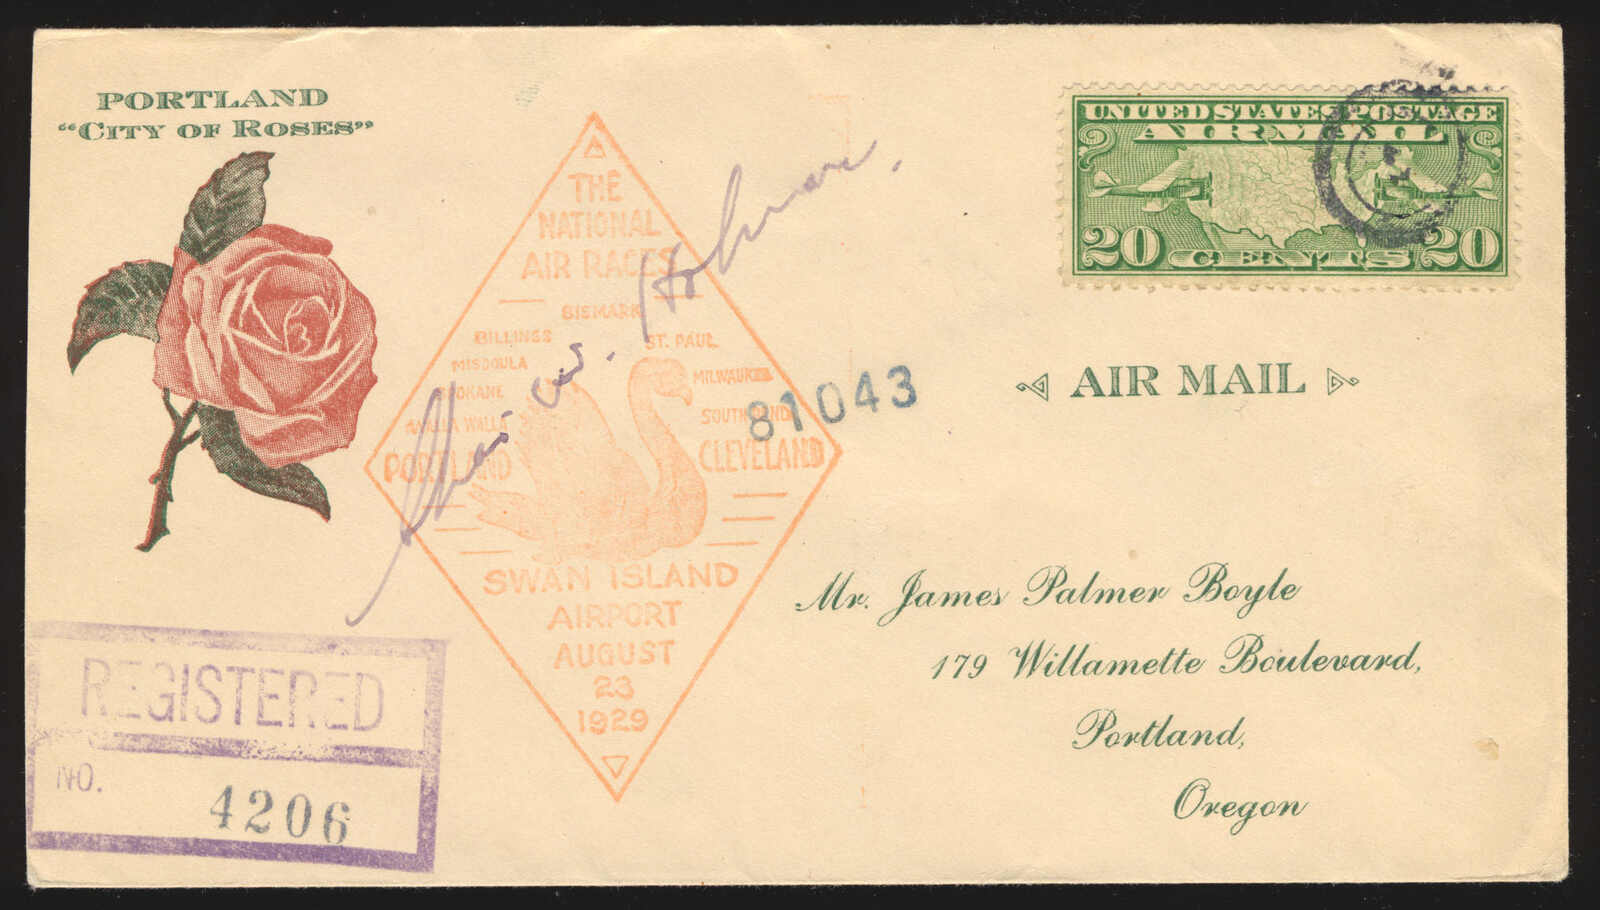 PORTLAND
"CITY OF ROSES"
THE
NATIONAL
AIR RACES
BISMARK
BILLINGS
ST. PAUL
MISSOULA
MILWAUKEE
SPOKANE
SOUTH BEND
WALLA WALLA
PORTLAND
CLEVELAND
SWAN ISLAND
AIRPORT
AUGUST
23
1929
Chas. W. Holman.
81043
UNITED STATES POSTAGE
AIR MAIL
20 CENTS 20
AIR MAIL
Mr. James Palmer Boyle
179 Willamette Boulevard,
Portland,
Oregon
REGISTERED
NO.
4206